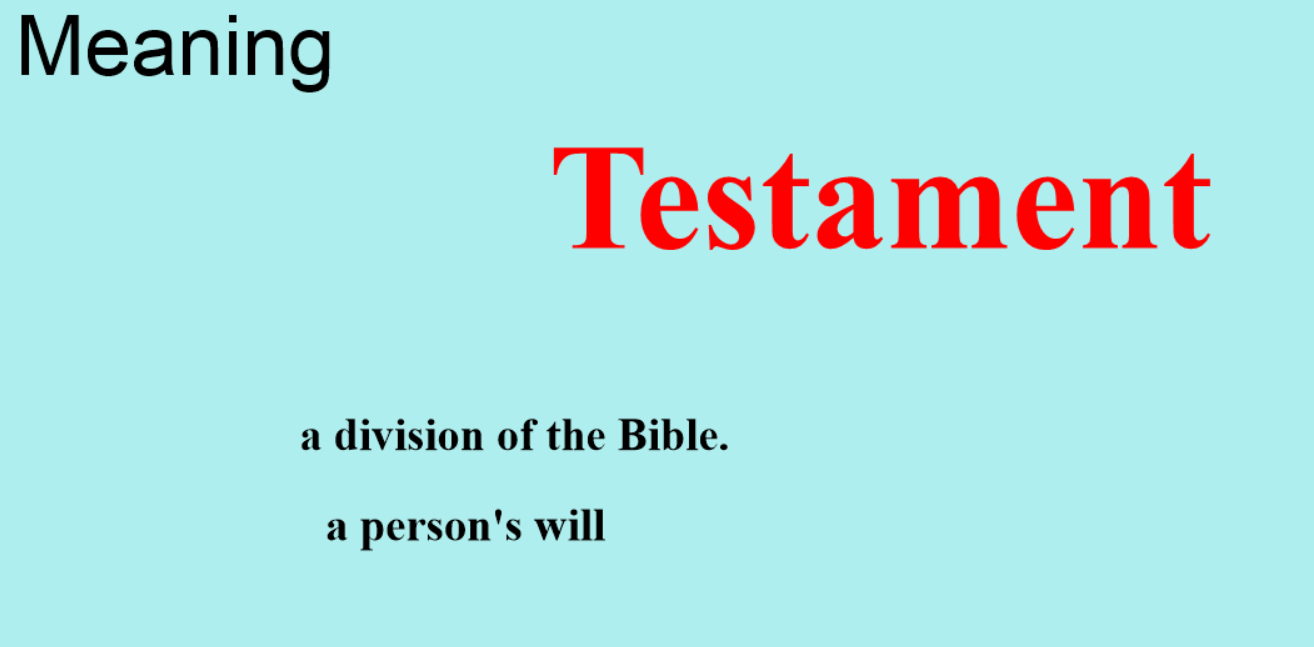 Meaning
Testament
a division of the Bible.
a person's will